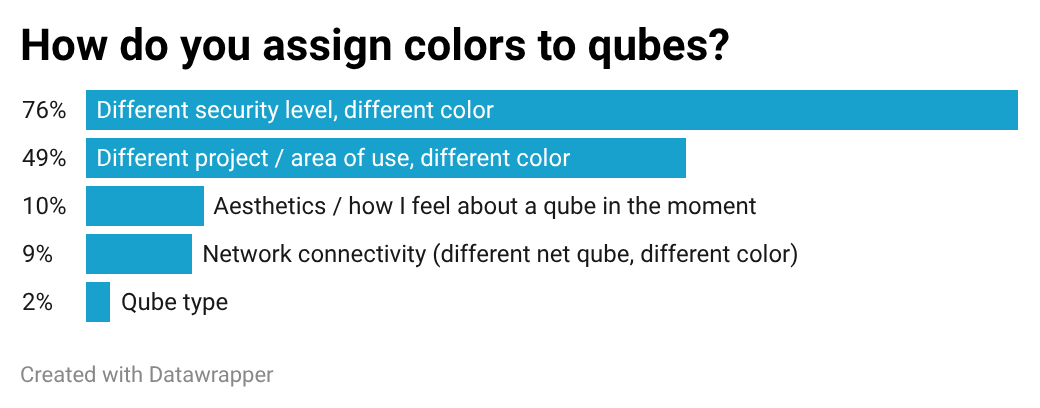 How do you assign colors to qubes?
76% Different security level, different color
49% Different project / area of use, different color
10% Aesthetics / how I feel about a qube in the moment
9% Network connectivity (different net qube, different color)
2% Qube type
Created with Datawrapper